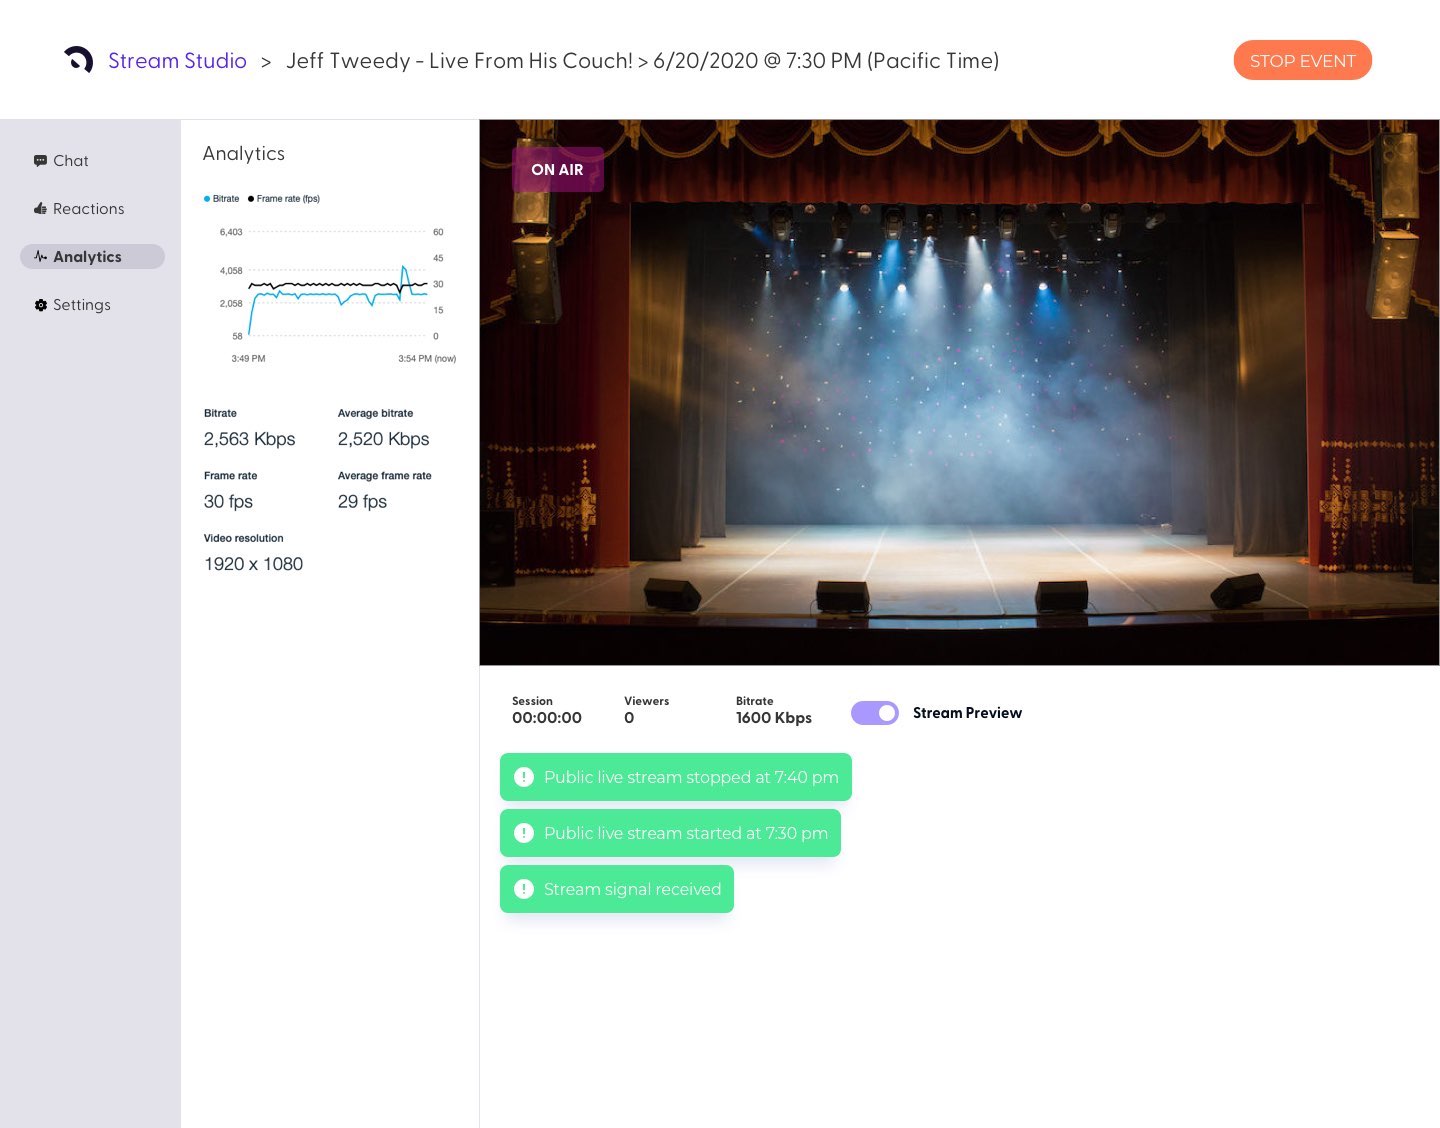 Stream Studio > Jeff Tweedy - Live From His Couch! > 6/20/2020 @ 7:30 PM (Pacific Time)
STOP EVENT
Chat
Reactions
Analytics
Settings
Analytics
Bitrate Frame rate (fps)
6,403 60
45
4,058
30
2,058
15
58 0
3:49 PM 3:54 PM (now)
Bitrate Average bitrate
2,563 Kbps 2,520 Kbps
Frame rate Average frame rate
30 fps 29 fps
Video resolution
1920 x 1080
ON AIR
Session Viewers Bitrate
00:00:00 0 1600 Kbps
Stream Preview
Public live stream stopped at 7:40 pm
Public live stream started at 7:30 pm
Stream signal received